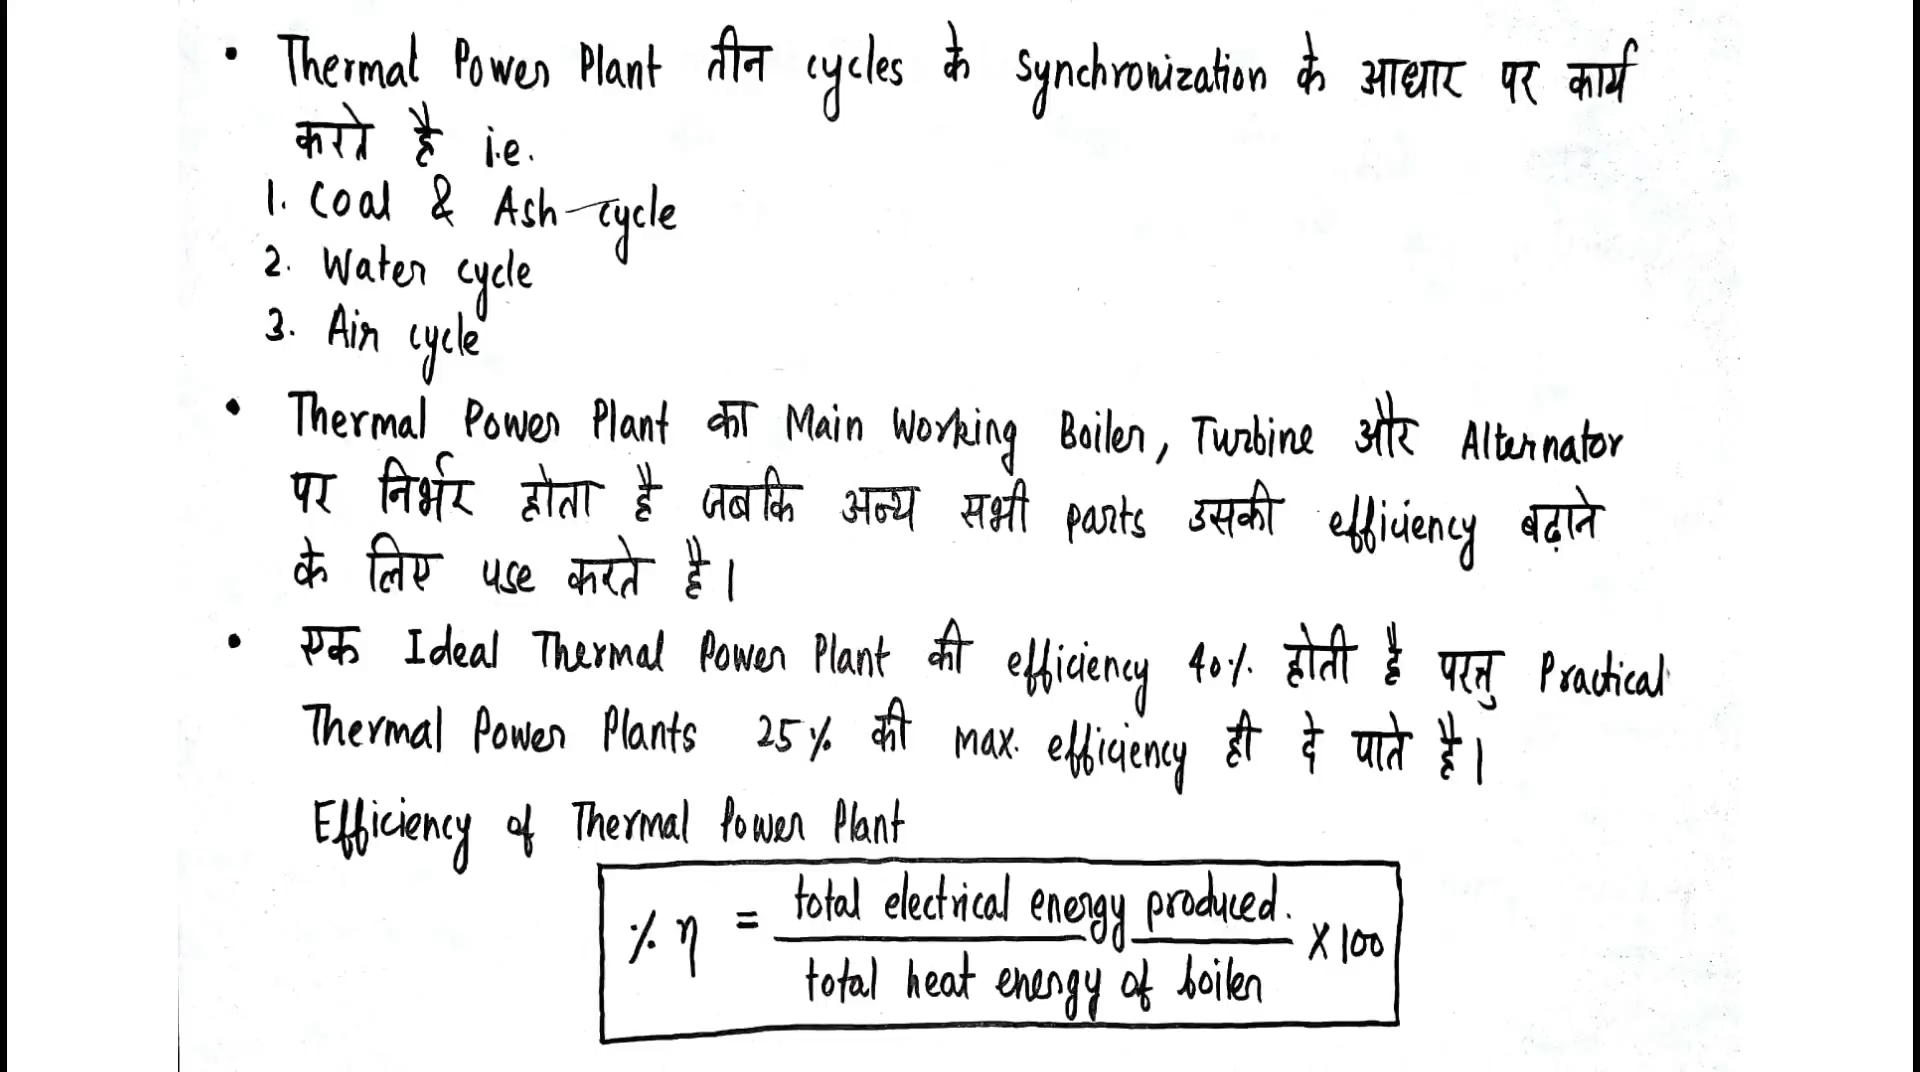 • Thermal Power Plant तीन cycles के synchronization के आधार पर कार्य
करते है i.e.
1. Coal & Ash cycle
2. Water cycle
3. Air cycle
• Thermal Power Plant का Main Working Boiler, Turbine और Alternator
पर निर्भर होता है जबकि अन्य सभी parts उसकी efficiency बढ़ाने
के लिए use करते है।
• एक Ideal Thermal Power Plant की efficiency 40% होती है परन्तु Practical
Thermal Power Plants 25% की max. efficiency ही दे पाते है।
Efficiency of Thermal Power Plant
% η = total electrical energy produced. / total heat energy of boiler × 100